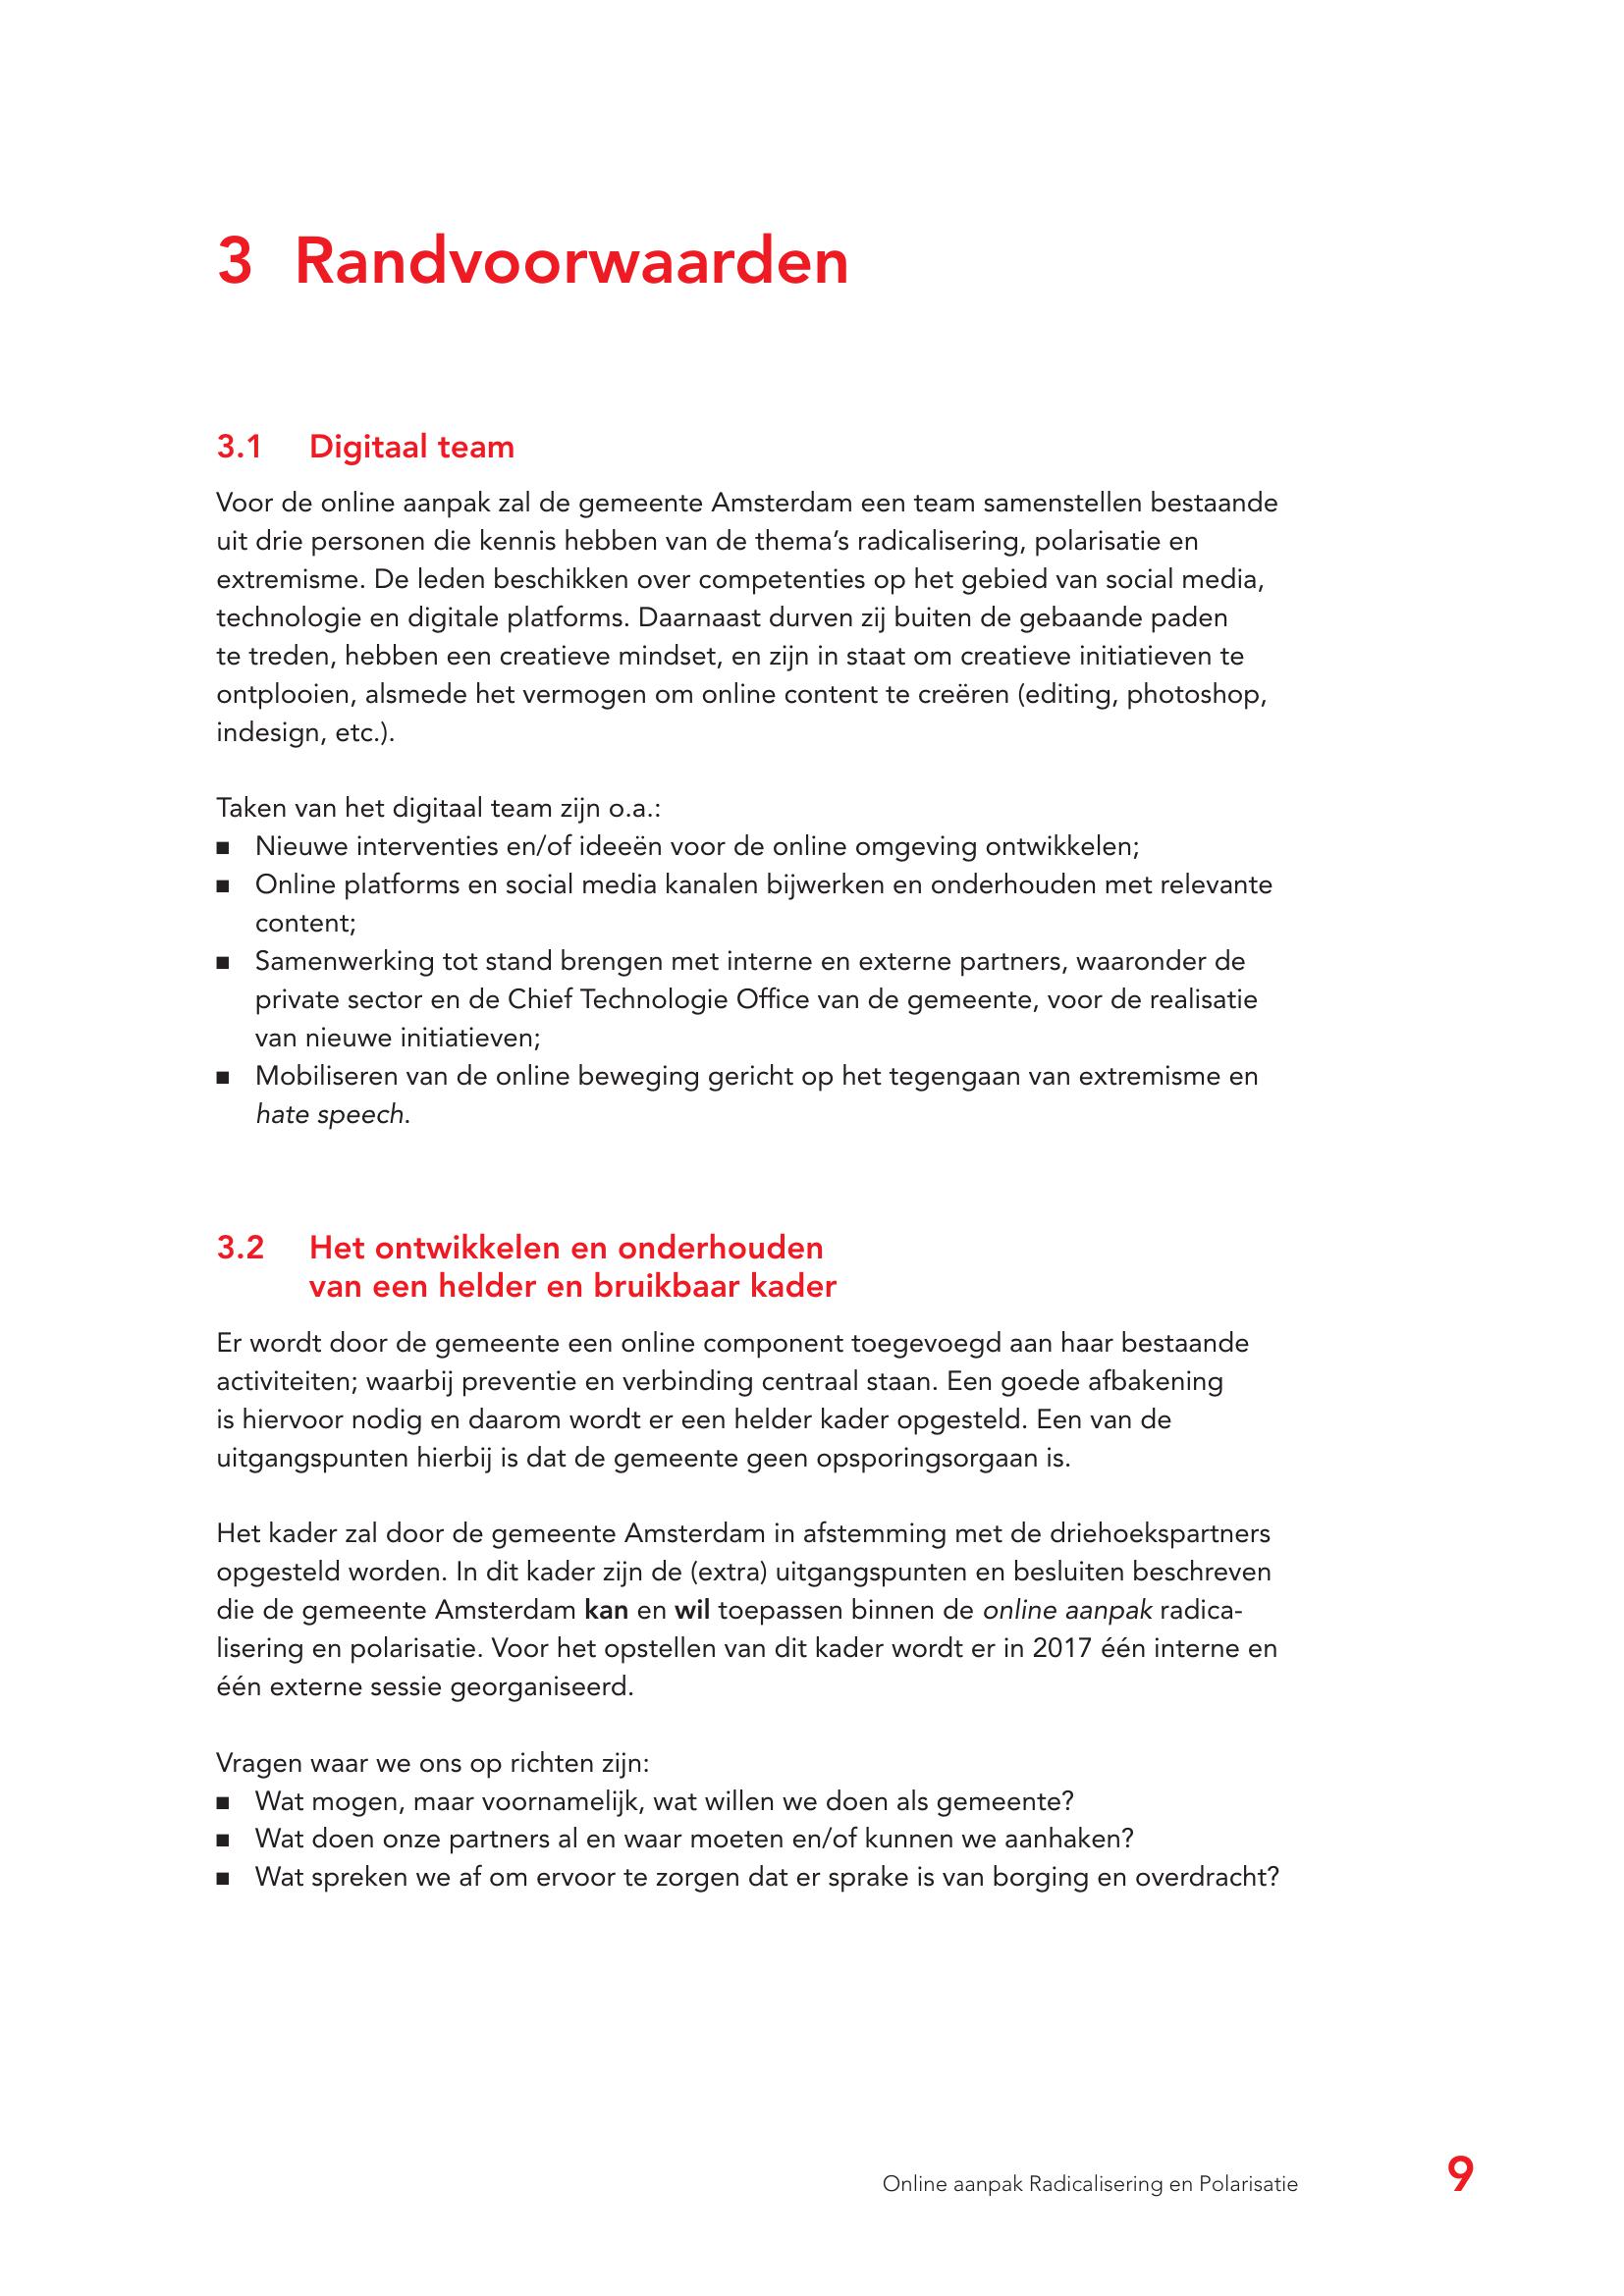 3 Randvoorwaarden
3.1 Digitaal team
Voor de online aanpak zal de gemeente Amsterdam een team samenstellen bestaande
uit drie personen die kennis hebben van de thema’s radicalisering, polarisatie en
extremisme. De leden beschikken over competenties op het gebied van social media,
technologie en digitale platforms. Daarnaast durven zij buiten de gebaande paden
te treden, hebben een creatieve mindset, en zijn in staat om creatieve initiatieven te
ontplooien, alsmede het vermogen om online content te creëren (editing, photoshop,
indesign, etc.).
Taken van het digitaal team zijn o.a.:
■ Nieuwe interventies en/of ideeën voor de online omgeving ontwikkelen;
■ Online platforms en social media kanalen bijwerken en onderhouden met relevante
content;
■ Samenwerking tot stand brengen met interne en externe partners, waaronder de
private sector en de Chief Technologie Office van de gemeente, voor de realisatie
van nieuwe initiatieven;
■ Mobiliseren van de online beweging gericht op het tegengaan van extremisme en
hate speech.
3.2 Het ontwikkelen en onderhouden
van een helder en bruikbaar kader
Er wordt door de gemeente een online component toegevoegd aan haar bestaande
activiteiten; waarbij preventie en verbinding centraal staan. Een goede afbakening
is hiervoor nodig en daarom wordt er een helder kader opgesteld. Een van de
uitgangspunten hierbij is dat de gemeente geen opsporingsorgaan is.
Het kader zal door de gemeente Amsterdam in afstemming met de driehoekspartners
opgesteld worden. In dit kader zijn de (extra) uitgangspunten en besluiten beschreven
die de gemeente Amsterdam kan en wil toepassen binnen de online aanpak radica-
lisering en polarisatie. Voor het opstellen van dit kader wordt er in 2017 één interne en
één externe sessie georganiseerd.
Vragen waar we ons op richten zijn:
■ Wat mogen, maar voornamelijk, wat willen we doen als gemeente?
■ Wat doen onze partners al en waar moeten en/of kunnen we aanhaken?
■ Wat spreken we af om ervoor te zorgen dat er sprake is van borging en overdracht?
Online aanpak Radicalisering en Polarisatie 9